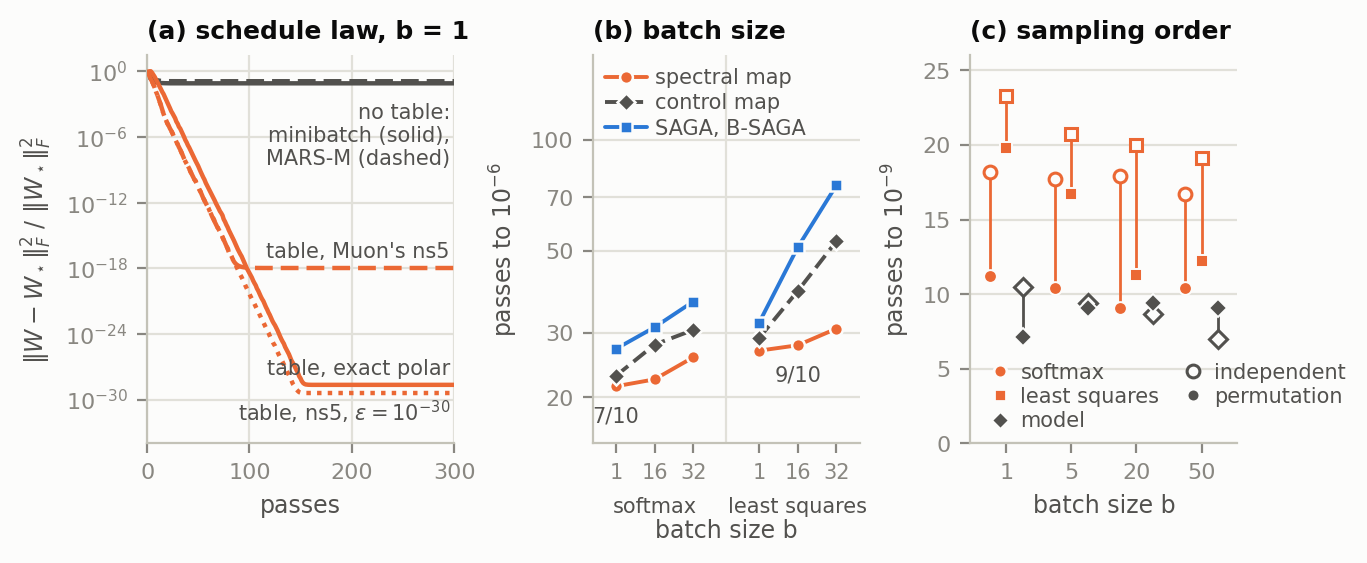 (a) schedule law, b = 1
‖W − W⋆‖²F / ‖W⋆‖²F
10⁰
10⁻⁶
10⁻¹²
10⁻¹⁸
10⁻²⁴
10⁻³⁰
no table:
minibatch (solid),
MARS-M (dashed)
table, Muon's ns5
table, exact polar
table, ns5, ε = 10⁻³⁰
0
100
200
300
passes
(b) batch size
passes to 10⁻⁶
100
70
50
30
20
spectral map
control map
SAGA, B-SAGA
7/10
9/10
1 16 32 1 16 32
softmax least squares
batch size b
(c) sampling order
passes to 10⁻⁹
25
20
15
10
5
0
softmax
least squares
model
independent
permutation
1 5 20 50
batch size b